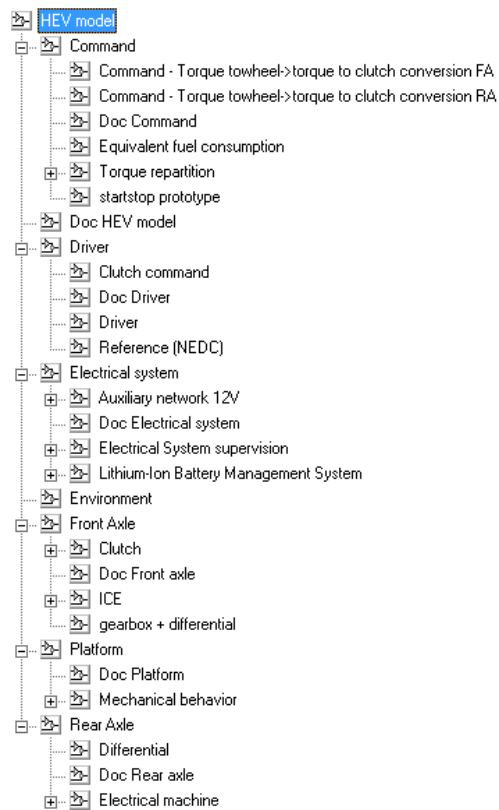 HEV model
Command
Command - Torque towheel->torque to clutch conversion FA
Command - Torque towheel->torque to clutch conversion RA
Doc Command
Equivalent fuel consumption
Torque repartition
startstop prototype
Doc HEV model
Driver
Clutch command
Doc Driver
Driver
Reference (NEDC)
Electrical system
Auxiliary network 12V
Doc Electrical system
Electrical System supervision
Lithium-Ion Battery Management System
Environment
Front Axle
Clutch
Doc Front axle
ICE
gearbox + differential
Platform
Doc Platform
Mechanical behavior
Rear Axle
Differential
Doc Rear axle
Electrical machine